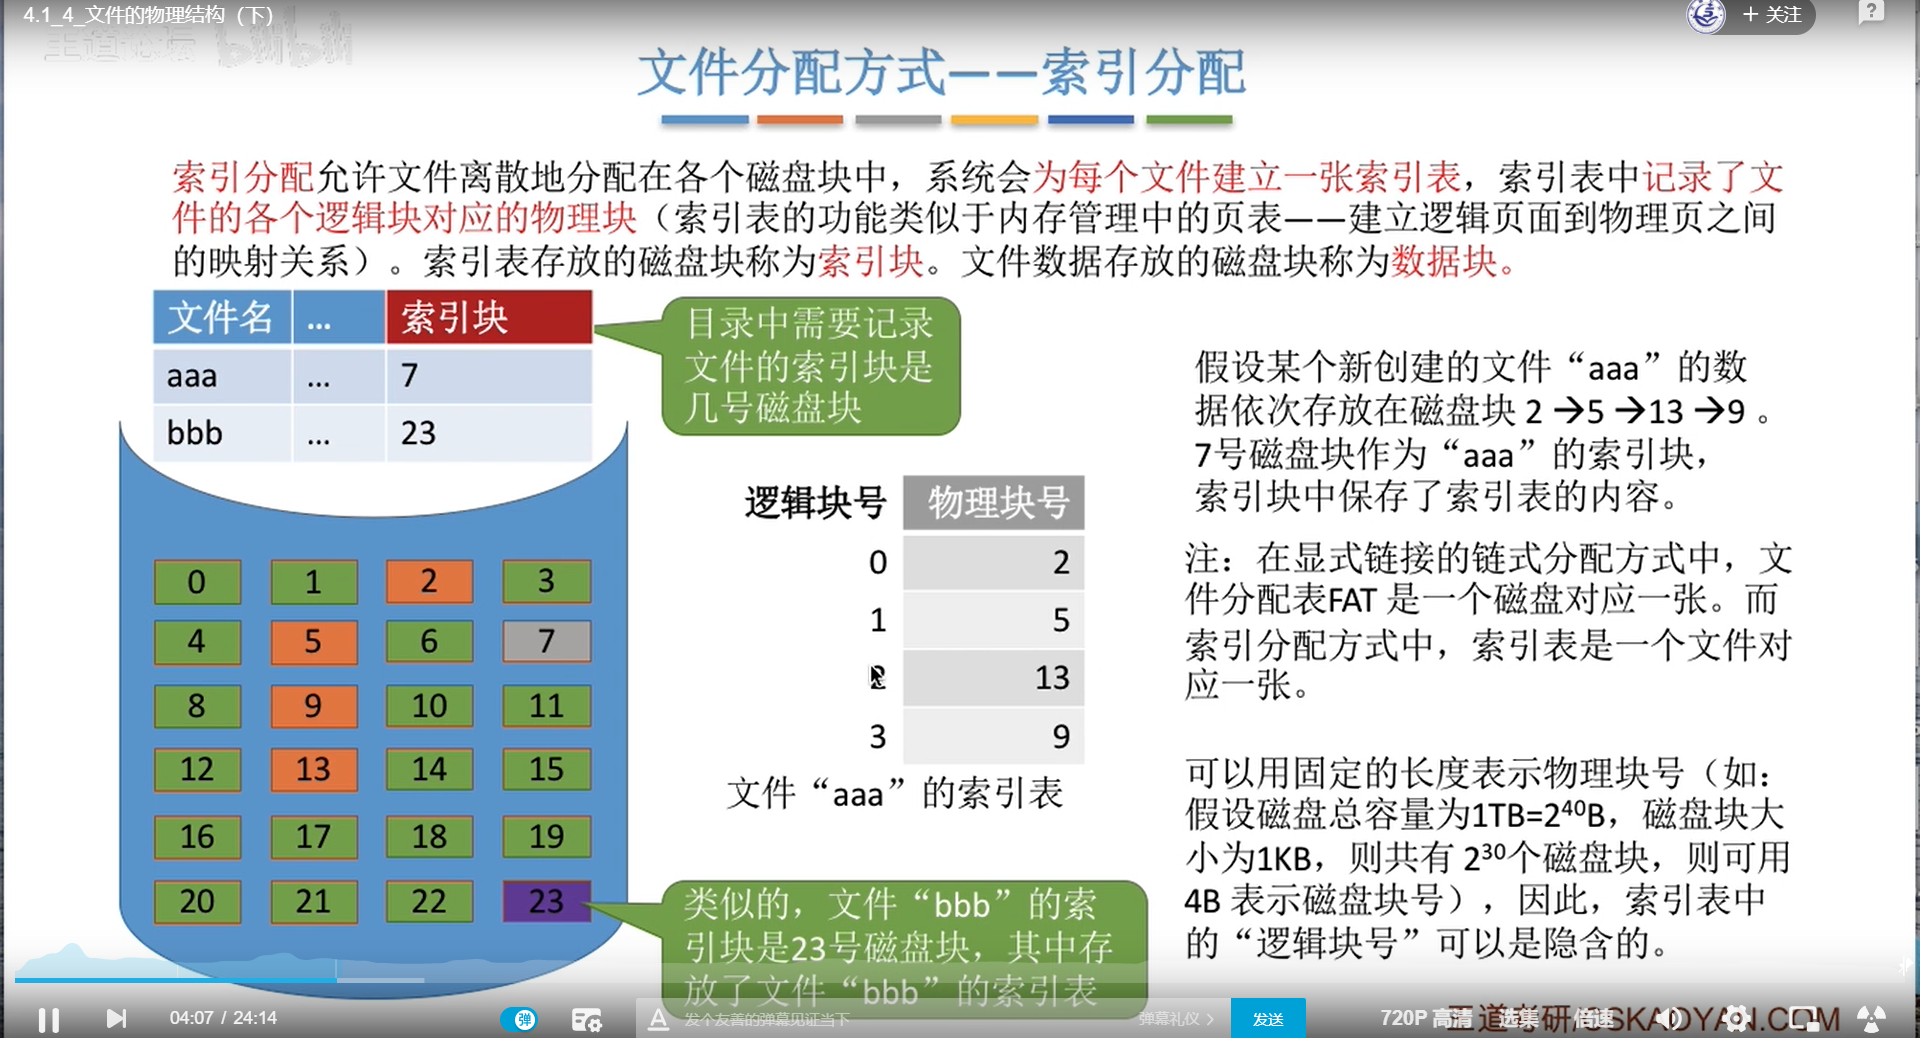 4.1_4_文件的物理结构（下）
王道论坛 bilibili
＋ 关注
?
文件分配方式——索引分配
索引分配允许文件离散地分配在各个磁盘块中，系统会为每个文件建立一张索引表，索引表中记录了文
件的各个逻辑块对应的物理块（索引表的功能类似于内存管理中的页表——建立逻辑页面到物理页之间
的映射关系）。索引表存放的磁盘块称为索引块。文件数据存放的磁盘块称为数据块。
文件名 ... 索引块
aaa ... 7
bbb ... 23
目录中需要记录
文件的索引块是
几号磁盘块
0 1 2 3
4 5 6 7
8 9 10 11
12 13 14 15
16 17 18 19
20 21 22 23
逻辑块号 物理块号
0 2
1 5
2 13
3 9
文件“aaa”的索引表
类似的，文件“bbb”的索
引块是23号磁盘块，其中存
放了文件“bbb”的索引表
假设某个新创建的文件“aaa”的数
据依次存放在磁盘块 2 →5 →13 →9 。
7号磁盘块作为“aaa”的索引块，
索引块中保存了索引表的内容。
注：在显式链接的链式分配方式中，文
件分配表FAT 是一个磁盘对应一张。而
索引分配方式中，索引表是一个文件对
应一张。
可以用固定的长度表示物理块号（如：
假设磁盘总容量为1TB=2⁴⁰B，磁盘块大
小为1KB，则共有 2³⁰个磁盘块，则可用
4B 表示磁盘块号），因此，索引表中
的“逻辑块号”可以是隐含的。
04:07 / 24:14
弹
A 发个友善的弹幕见证当下
弹幕礼仪 >
发送
720P 高清 选集 倍速
王道考研/CSKAOYAN.COM